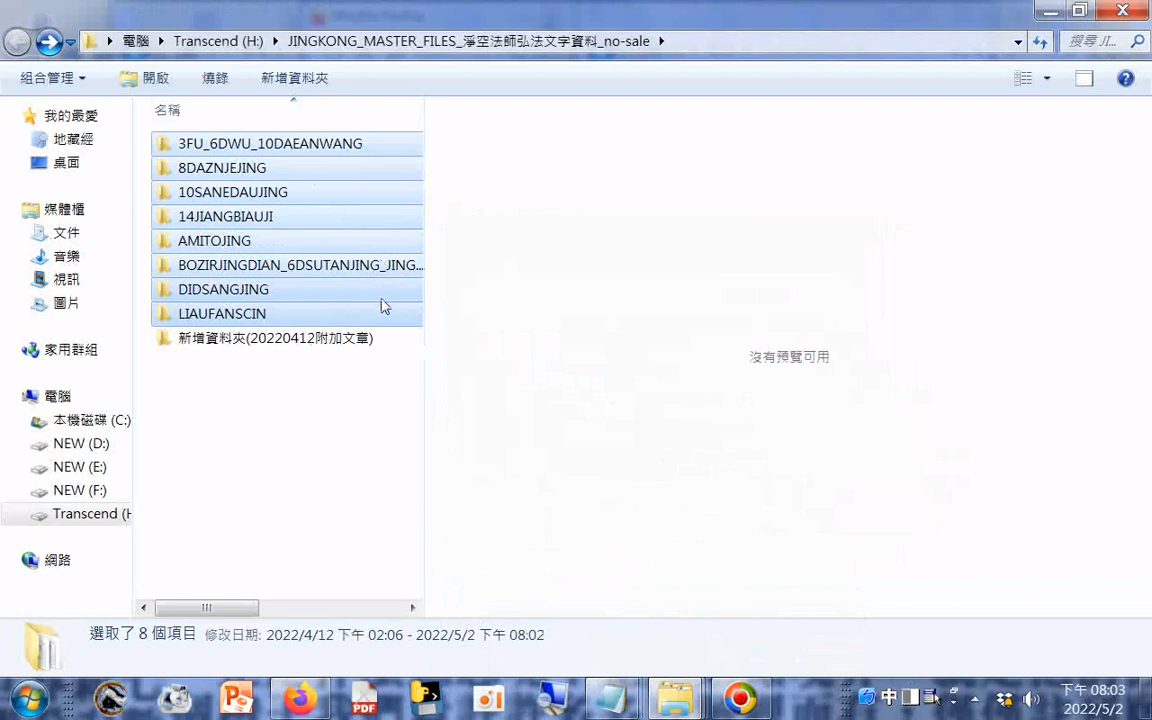 電腦 Transcend (H:) JINGKONG_MASTER_FILES_淨空法師弘法文字資料_no-sale
搜尋 JI...
組合管理 開啟 燒錄 新增資料夾
名稱
我的最愛
地藏經
桌面
媒體櫃
文件
音樂
視訊
圖片
家用群組
電腦
本機磁碟 (C:)
NEW (D:)
NEW (E:)
NEW (F:)
Transcend (H
網路
3FU_6DWU_10DAEANWANG
8DAZNJEJING
10SANEDAUJING
14JIANGBIAUJI
AMITOJING
BOZIRJINGDIAN_6DSUTANJING_JING...
DIDSANGJING
LIAUFANSCIN
新增資料夾(20220412附加文章)
沒有預覽可用
選取了 8 個項目 修改日期: 2022/4/12 下午 02:06 - 2022/5/2 下午 08:02
PDF
中
下午 08:03
2022/5/2